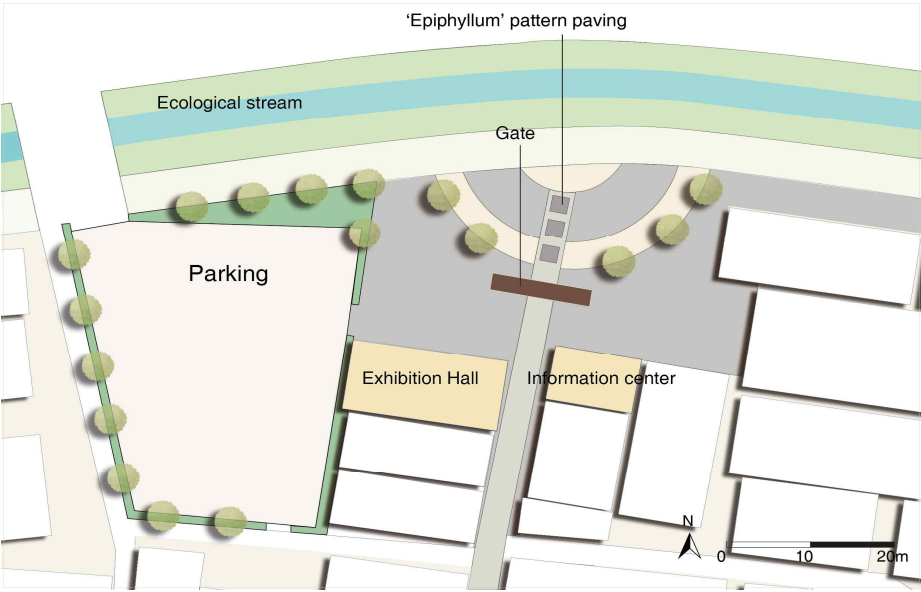 ‘Epiphyllum’ pattern paving
Ecological stream
Gate
Parking
Exhibition Hall
Information center
N
0 10 20m